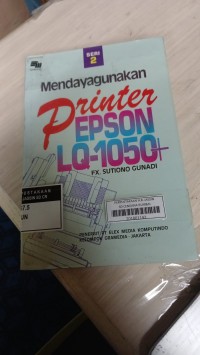 SERI
2
Mendayagunakan
Printer
EPSON
LQ-1050+
FX. SUTIONO GUNADI
PENERBIT PT ELEX MEDIA KOMPUTINDO
KELOMPOK GRAMEDIA - JAKARTA